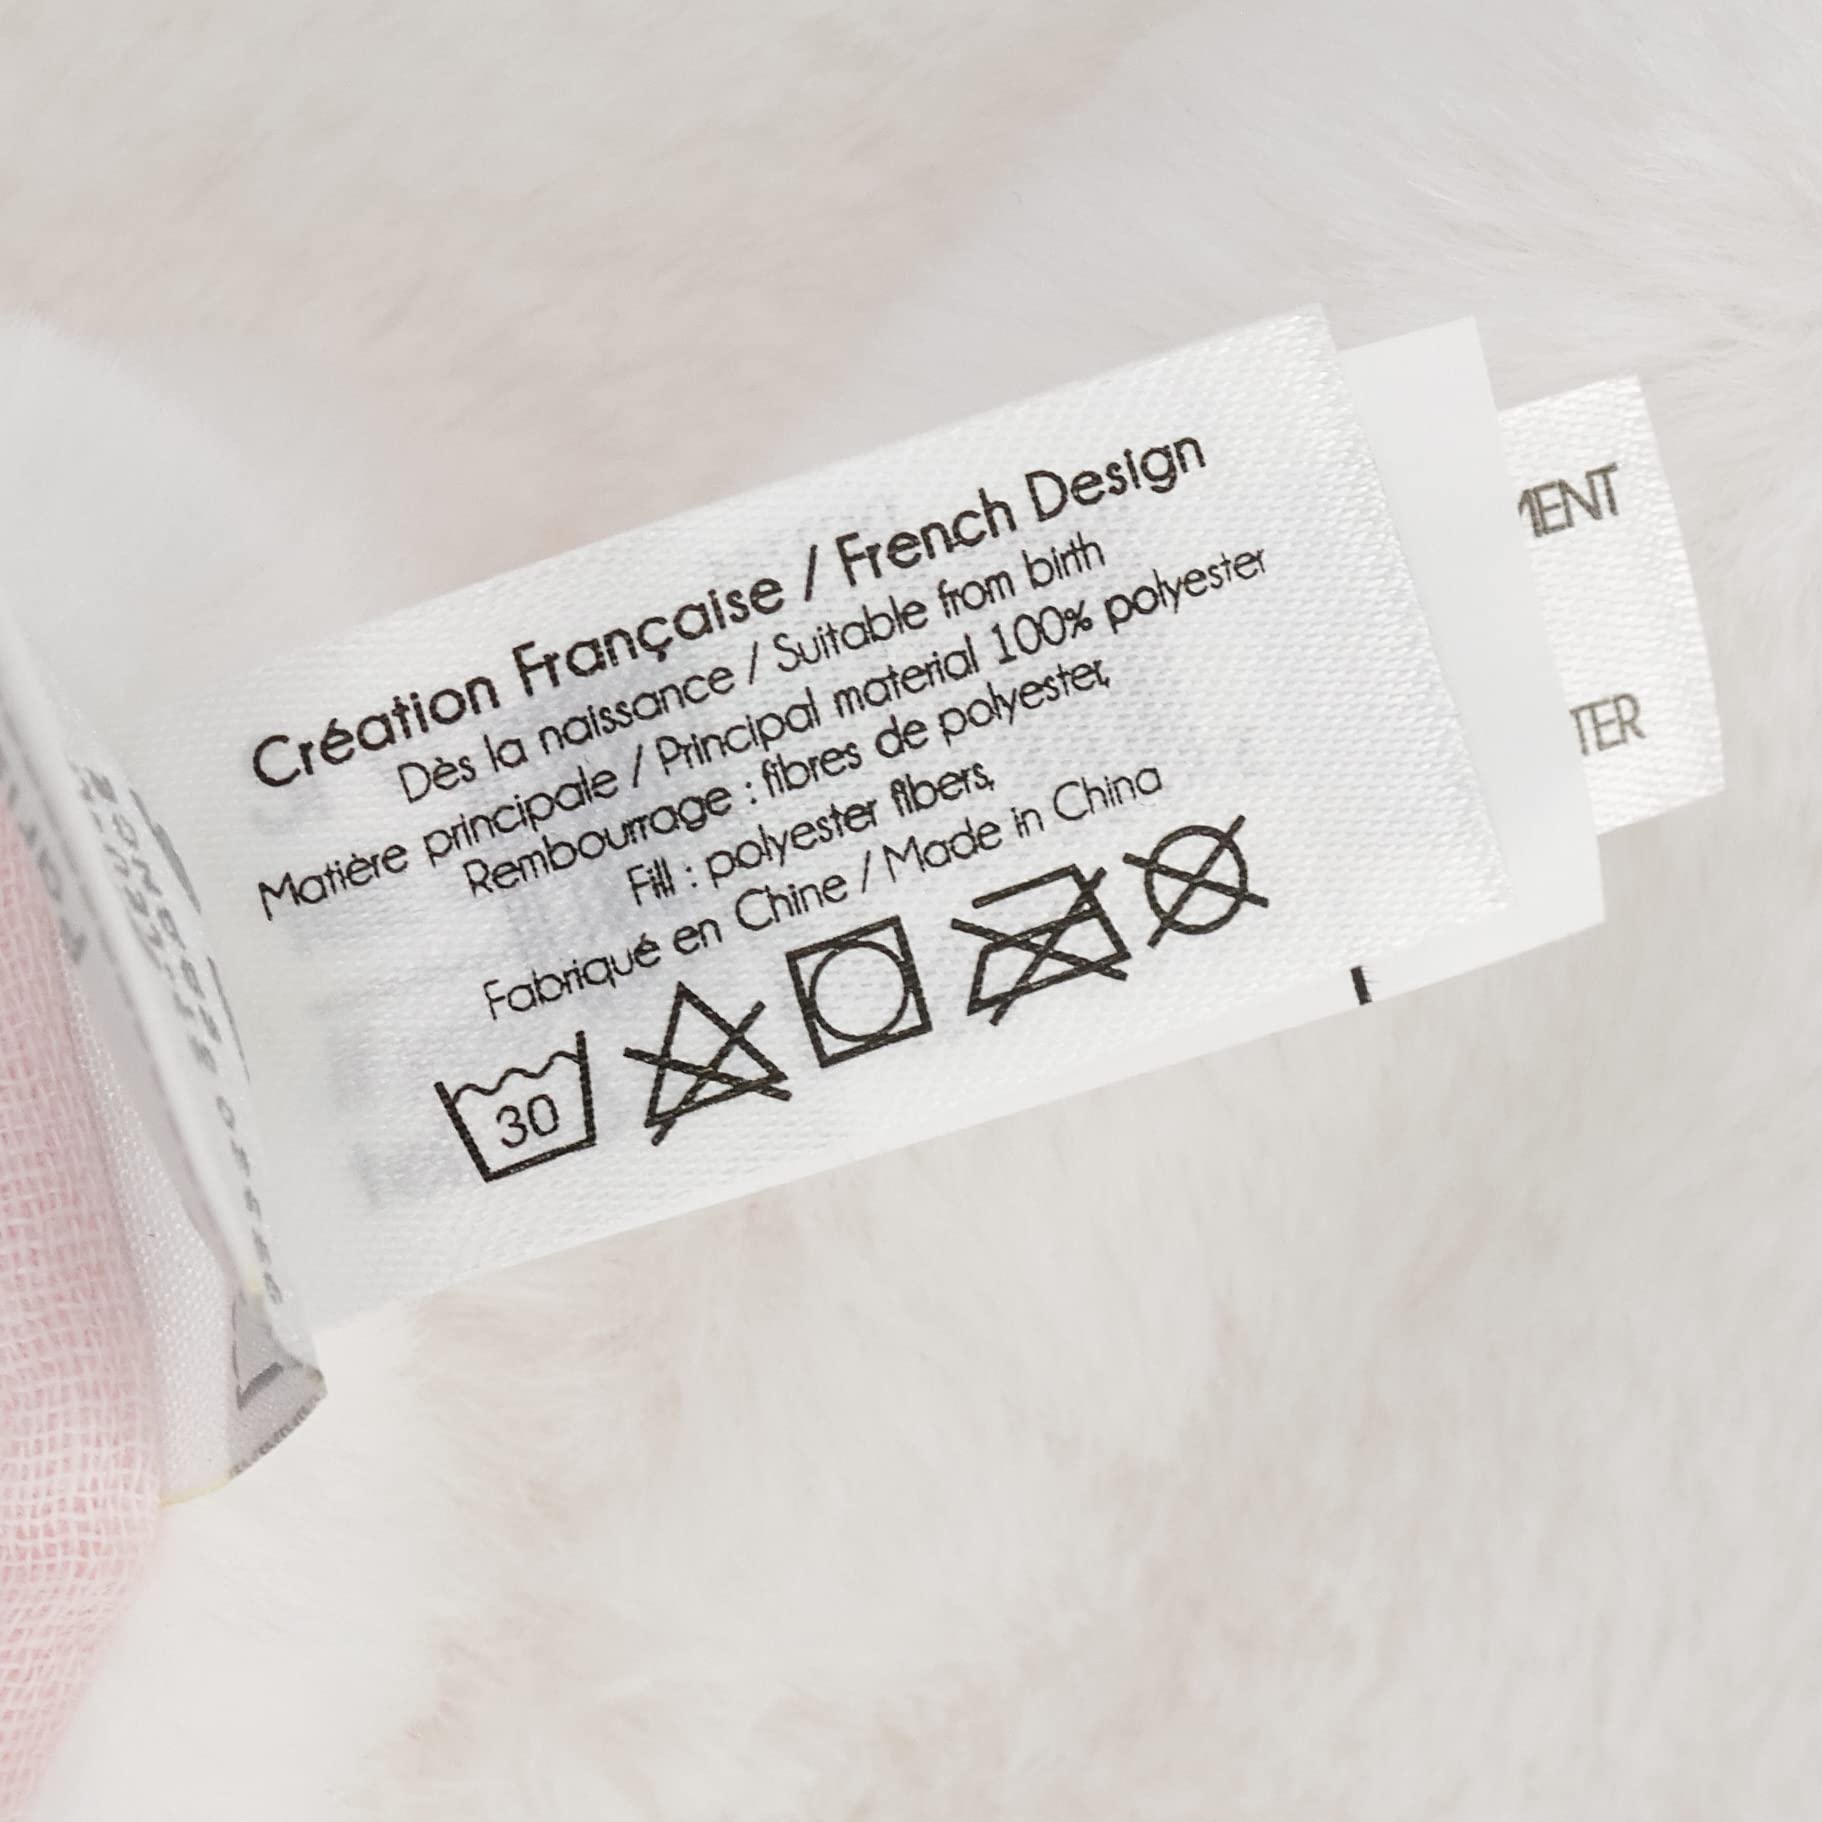 Création Française / French Design
Dès la naissance / Suitable from birth
Matière principale / Principal material 100% polyester
Rembourrage : fibres de polyester,
Fill : polyester fibers,
Fabriqué en Chine / Made in China
30
MENT
TER